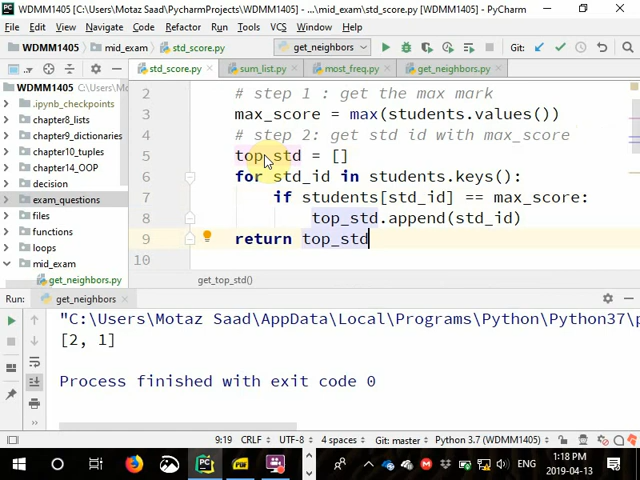 WDMM1405 [C:\Users\Motaz Saad\PycharmProjects\WDMM1405] - ...\mid_exam\std_score.py - PyCharm
File Edit View Navigate Code Refactor Run Tools VCS Window Help
WDMM1405 mid_exam std_score.py get_neighbors Git:
std_score.py sum_list.py most_freq.py get_neighbors.py
WDMM1405 C:\Users
.ipynb_checkpoints
chapter8_lists
chapter9_dictionaries
chapter10_tuples
chapter14_OOP
decision
exam_questions
files
functions
loops
mid_exam
get_neighbors.py
2 # step 1 : get the max mark
3 max_score = max(students.values())
4 # step 2: get std id with max_score
5 top_std = []
6 for std_id in students.keys():
7 if students[std_id] == max_score:
8 top_std.append(std_id)
9 return top_std
10
get_top_std()
Run: get_neighbors
"C:\Users\Motaz Saad\AppData\Local\Programs\Python\Python37\p
[2, 1]
Process finished with exit code 0
9:19 CRLF UTF-8 4 spaces Git: master Python 3.7 (WDMM1405)
ENG 1:18 PM
2019-04-13